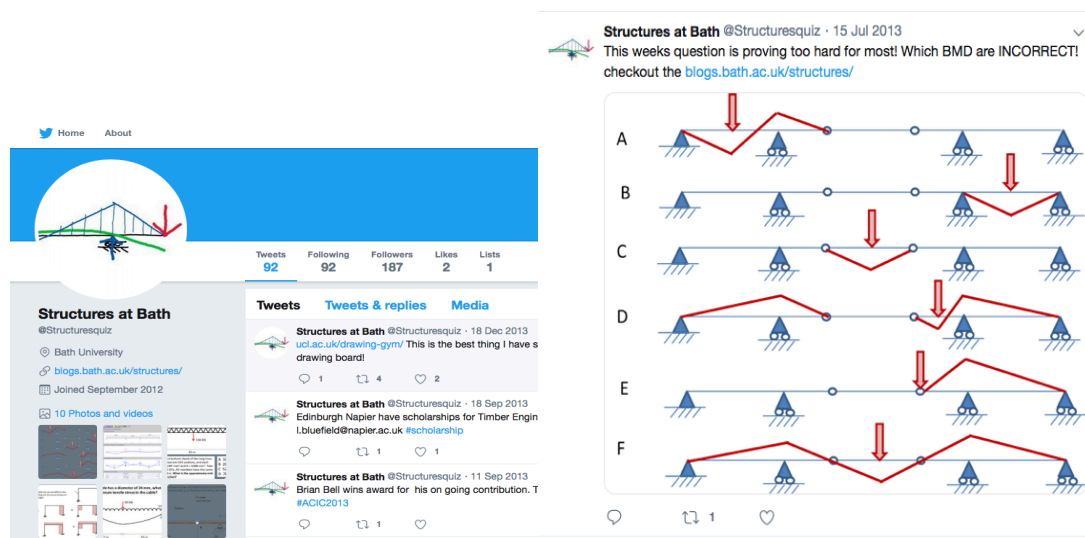 Home About
Tweets Following Followers Likes Lists
92 92 187 2 1
Structures at Bath
@Structuresquiz
Bath University
blogs.bath.ac.uk/structures/
Joined September 2012
10 Photos and videos
Tweets Tweets & replies Media
Structures at Bath @Structuresquiz · 18 Dec 2013
ucl.ac.uk/drawing-gym/ This is the best thing I have s
drawing board!
1 4 2
Structures at Bath @Structuresquiz · 18 Sep 2013
Edinburgh Napier have scholarships for Timber Engin
l.bluefield@napier.ac.uk #scholarship
1 1
Structures at Bath @Structuresquiz · 11 Sep 2013
Brian Bell wins award for his on going contribution. T
#ACIC2013
1
Structures at Bath @Structuresquiz · 15 Jul 2013
This weeks question is proving too hard for most! Which BMD are INCORRECT!
checkout the blogs.bath.ac.uk/structures/
A
B
C
D
E
F
1